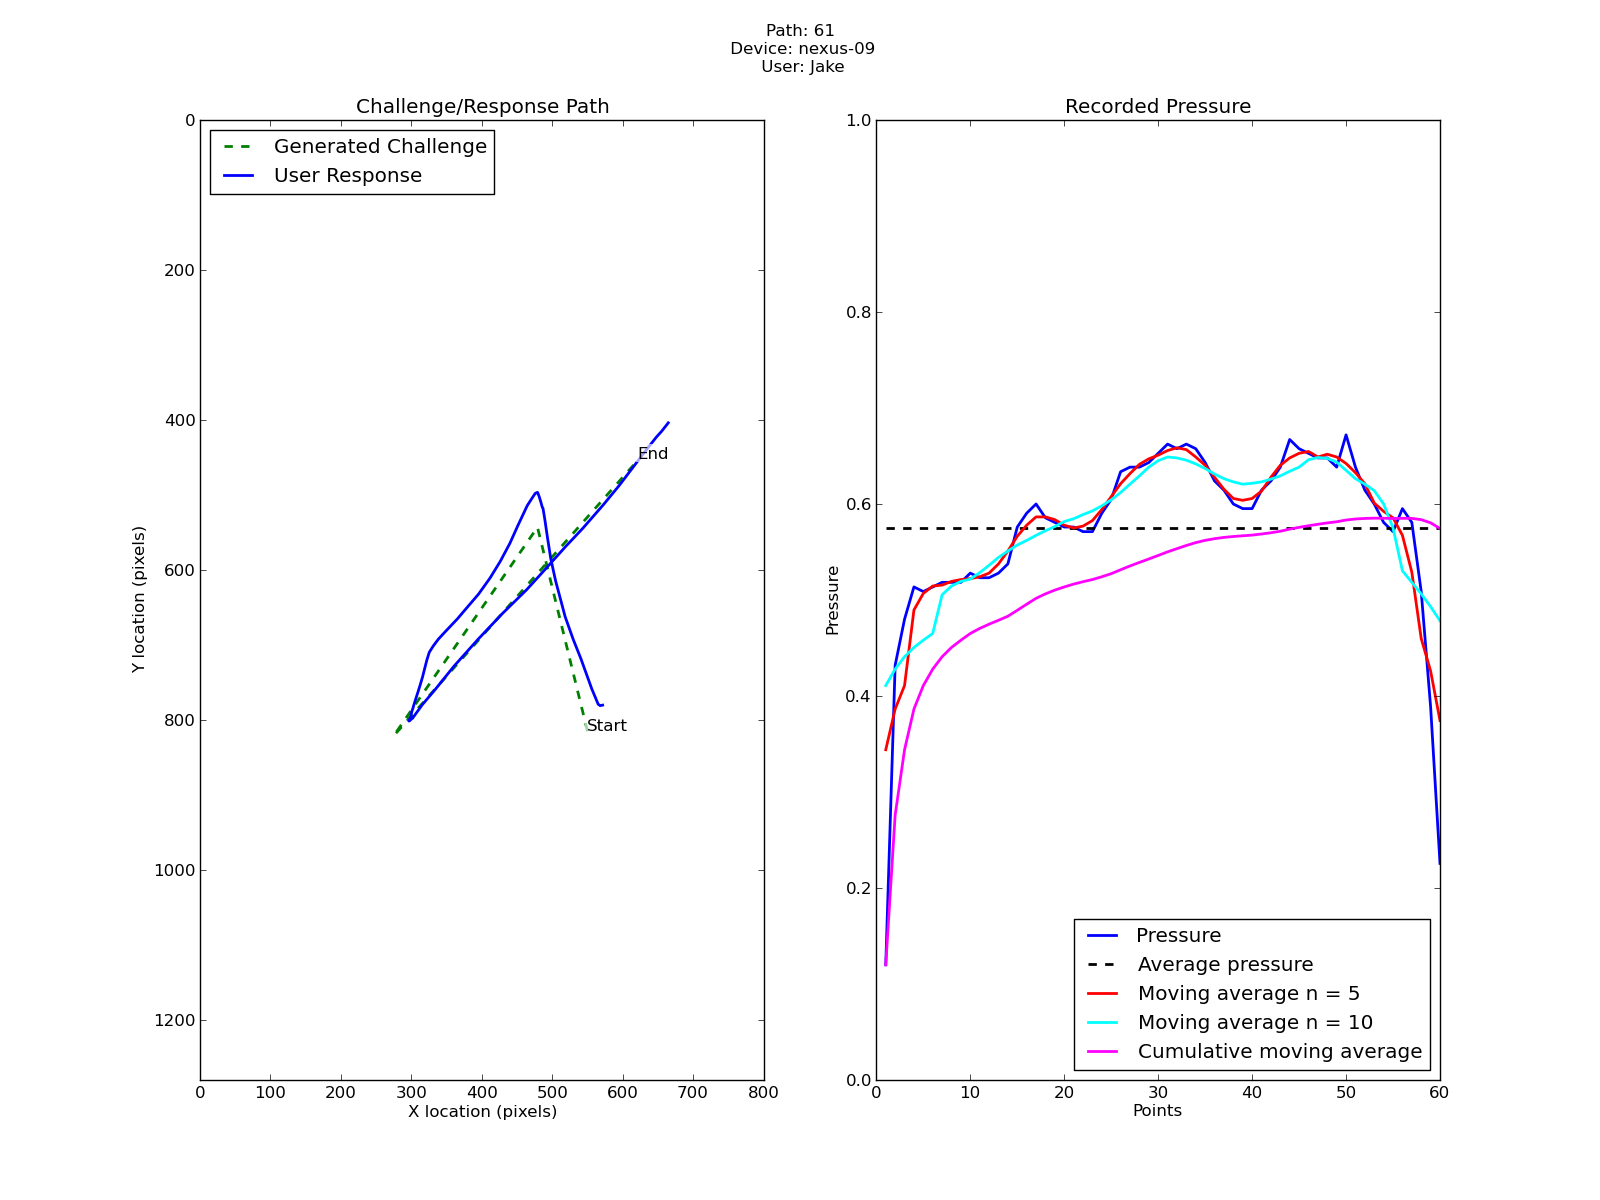 Path: 61
Device: nexus-09
User: Jake
Challenge/Response Path
Generated Challenge
User Response
0
200
400
600
800
1000
1200
Y location (pixels)
End
Start
0 100 200 300 400 500 600 700 800
X location (pixels)
Recorded Pressure
1.0
0.8
0.6
0.4
0.2
0.0
Pressure
Pressure
Average pressure
Moving average n = 5
Moving average n = 10
Cumulative moving average
0 10 20 30 40 50 60
Points